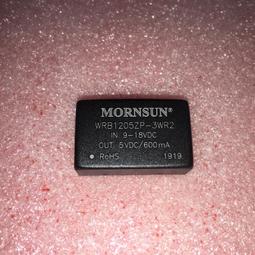 MORNSUN®
WRB1205ZP-3WR2
IN 9-18VDC
OUT 5VDC/600mA
RoHS 1919